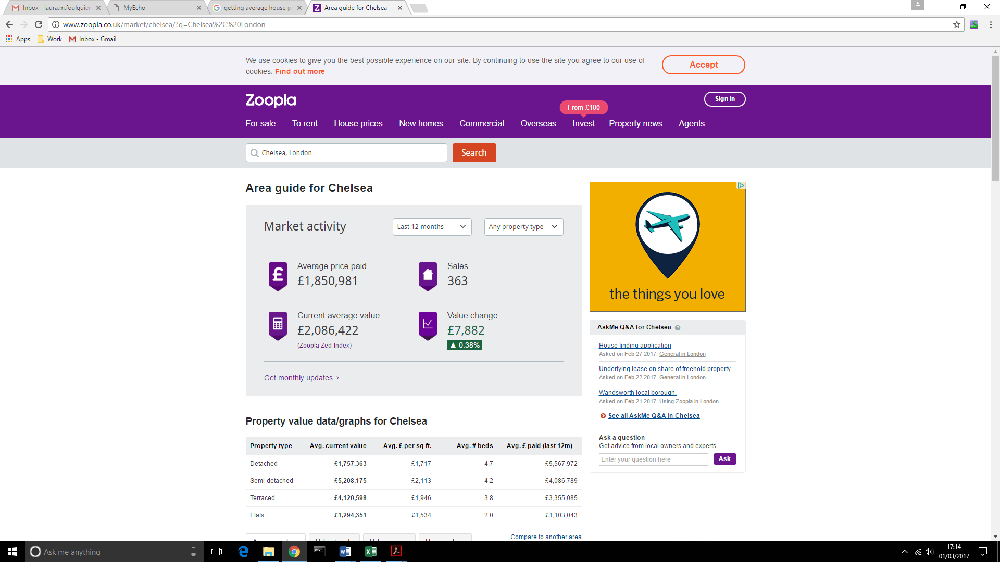 Inbox - laura.m.foulquier
MyEcho
getting average house p
Area guide for Chelsea -
www.zoopla.co.uk/market/chelsea/?q=Chelsea%2C%20London
Apps Work Inbox - Gmail
We use cookies to give you the best possible experience on our site. By continuing to use the site you agree to our use of
cookies. Find out more
Accept
Zoopla
Sign in
From £100
For sale To rent House prices New homes Commercial Overseas Invest Property news Agents
Chelsea, London
Search
Area guide for Chelsea
Market activity
Last 12 months
Any property type
£
Average price paid
£1,850,981
Sales
363
Current average value
£2,086,422
(Zoopla Zed-Index)
Value change
£7,882
▲ 0.38%
Get monthly updates ›
Property value data/graphs for Chelsea
Property type Avg. current value Avg. £ per sq ft. Avg. # beds Avg. £ paid (last 12m)
Detached £1,757,363 £1,717 4.7 £5,567,972
Semi-detached £5,208,175 £2,113 4.2 £4,086,789
Terraced £4,120,598 £1,946 3.8 £3,355,085
Flats £1,294,351 £1,534 2.0 £1,103,043
Average values Value trends Value ranges Home values
Compare to another area
the things you love
AskMe Q&A for Chelsea ?
House finding application
Asked on Feb 27 2017, General in London
Underlying lease on share of freehold property
Asked on Feb 22 2017, General in London
Wandsworth local borough.
Asked on Feb 21 2017, Using Zoopla in London
See all AskMe Q&A in Chelsea
Ask a question
Get advice from local owners and experts
Enter your question here
Ask
Ask me anything
17:14
01/03/2017